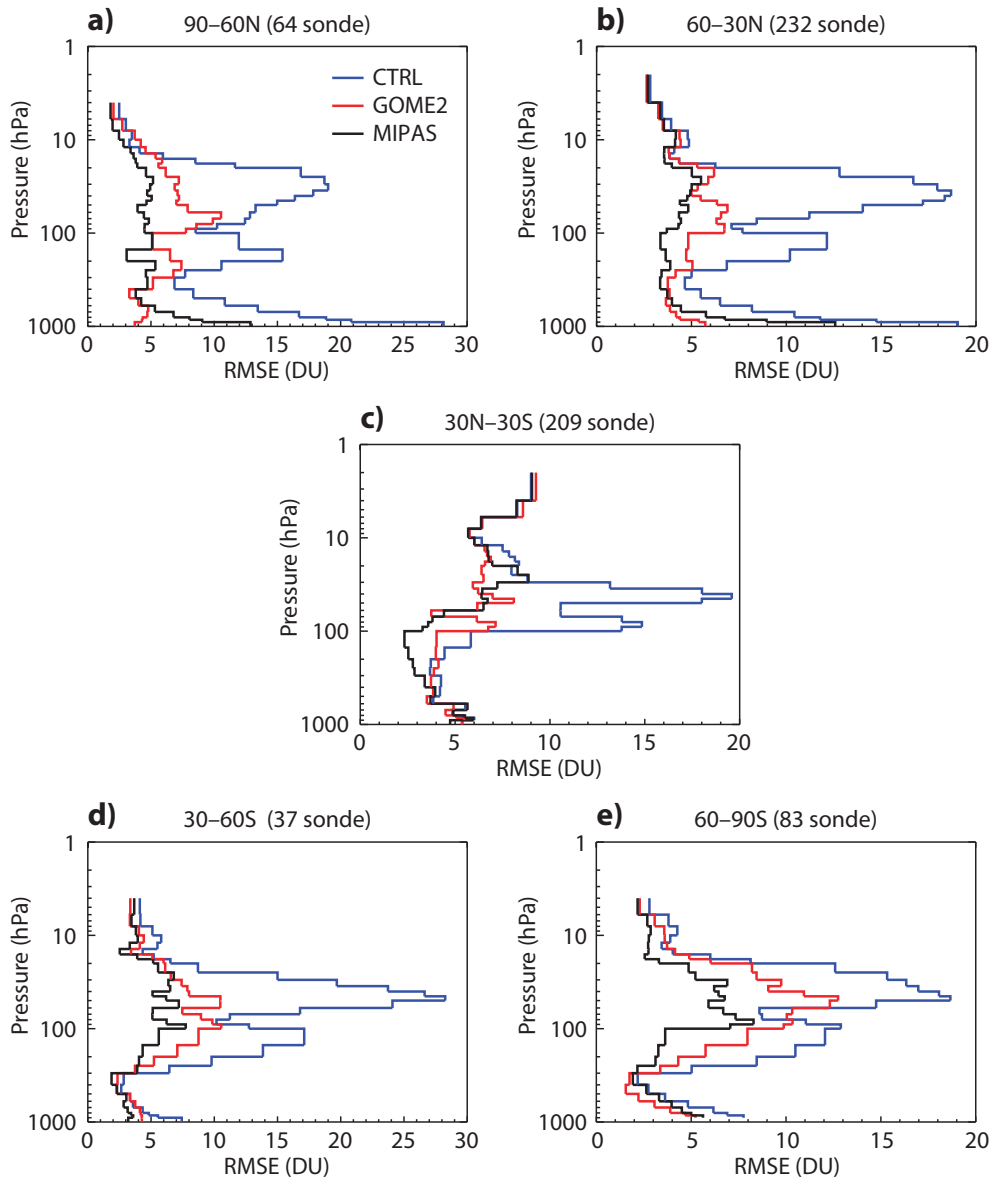 a)
90–60N (64 sonde)
1
10
100
1000
Pressure (hPa)
CTRL
GOME2
MIPAS
0 5 10 15 20 25 30
RMSE (DU)
b)
60–30N (232 sonde)
1
10
100
1000
Pressure (hPa)
0 5 10 15 20
RMSE (DU)
c)
30N–30S (209 sonde)
1
10
100
1000
Pressure (hPa)
0 5 10 15 20
RMSE (DU)
d)
30–60S (37 sonde)
1
10
100
1000
Pressure (hPa)
0 5 10 15 20 25 30
RMSE (DU)
e)
60–90S (83 sonde)
1
10
100
1000
Pressure (hPa)
0 5 10 15 20
RMSE (DU)